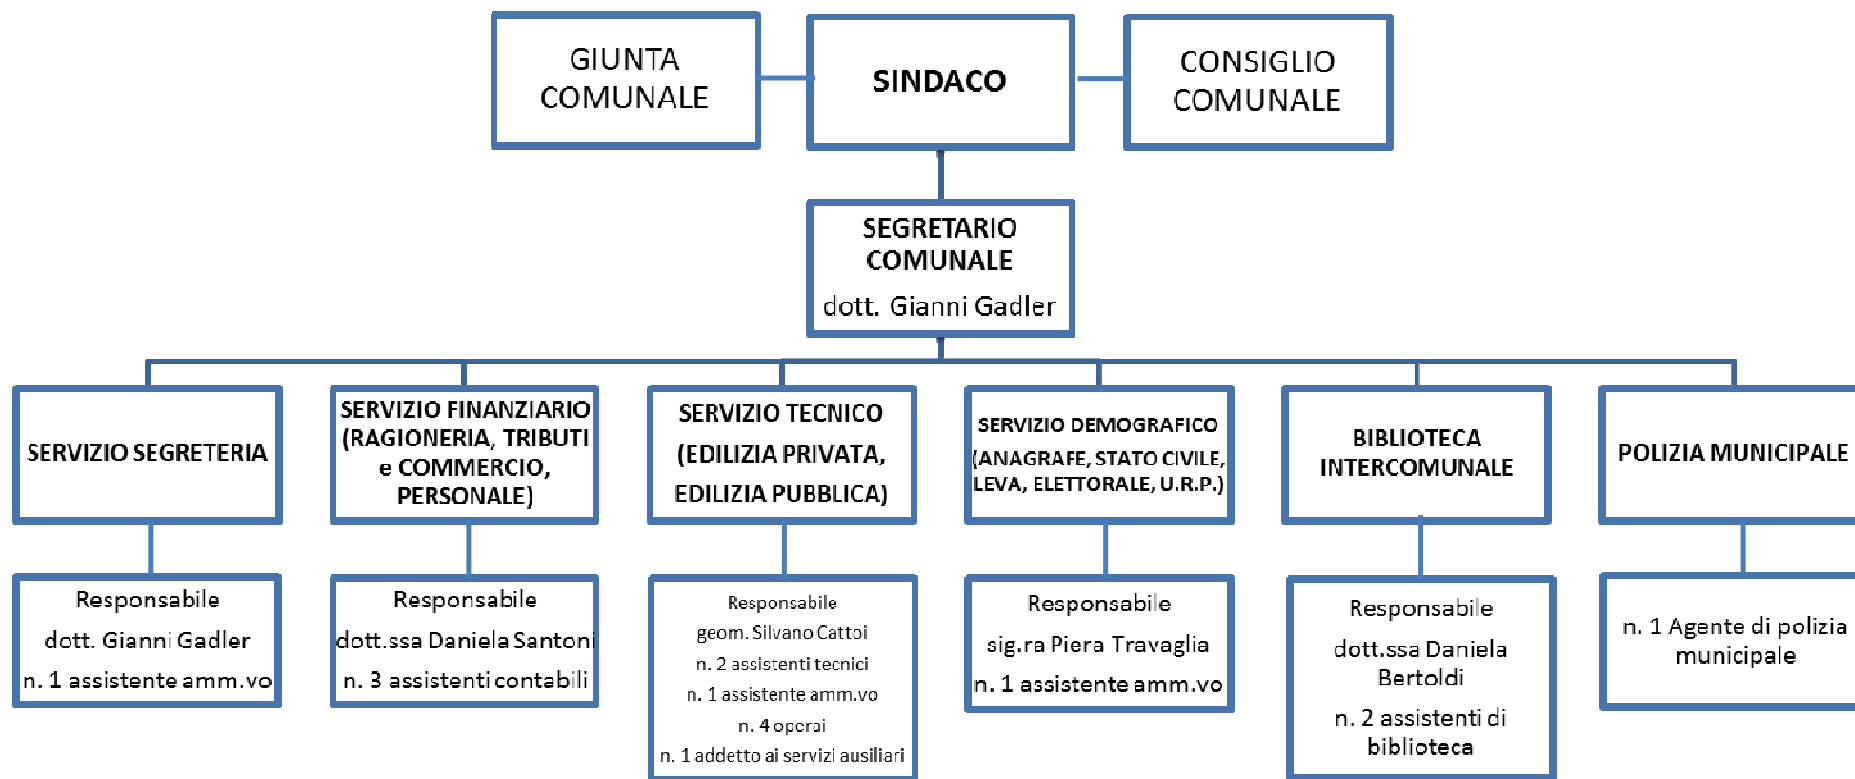 GIUNTA
COMUNALE
SINDACO
CONSIGLIO
COMUNALE
SEGRETARIO
COMUNALE
dott. Gianni Gadler
SERVIZIO SEGRETERIA
SERVIZIO FINANZIARIO
(RAGIONERIA, TRIBUTI
e COMMERCIO,
PERSONALE)
SERVIZIO TECNICO
(EDILIZIA PRIVATA,
EDILIZIA PUBBLICA)
SERVIZIO DEMOGRAFICO
(ANAGRAFE, STATO CIVILE,
LEVA, ELETTORALE, U.R.P.)
BIBLIOTECA
INTERCOMUNALE
POLIZIA MUNICIPALE
Responsabile
dott. Gianni Gadler
n. 1 assistente amm.vo
Responsabile
dott.ssa Daniela Santoni
n. 3 assistenti contabili
Responsabile
geom. Silvano Cattoi
n. 2 assistenti tecnici
n. 1 assistente amm.vo
n. 4 operai
n. 1 addetto ai servizi ausiliari
Responsabile
sig.ra Piera Travaglia
n. 1 assistente amm.vo
Responsabile
dott.ssa Daniela
Bertoldi
n. 2 assistenti di
biblioteca
n. 1 Agente di polizia
municipale